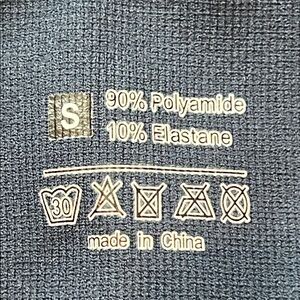 S
90% Polyamide
10% Elastane
30
made in China